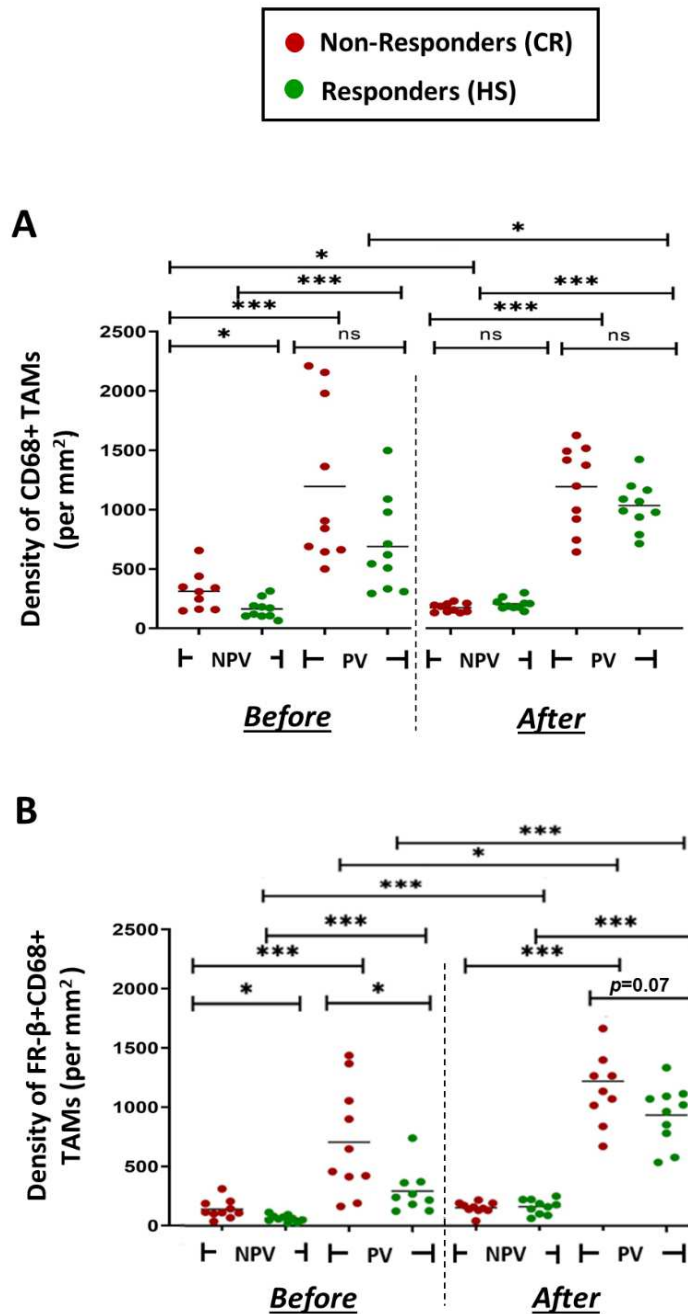 Non-Responders (CR)
Responders (HS)
A
*
*
*** ***
*** ***
* ns ns ns
Density of CD68+ TAMs
(per mm²)
2500
2000
1500
1000
500
0
NPV PV NPV PV
Before After
B
***
*
***
*** ***
*** ***
* * p=0.07
Density of FR-β+CD68+
TAMs (per mm²)
2500
2000
1500
1000
500
0
NPV PV NPV PV
Before After